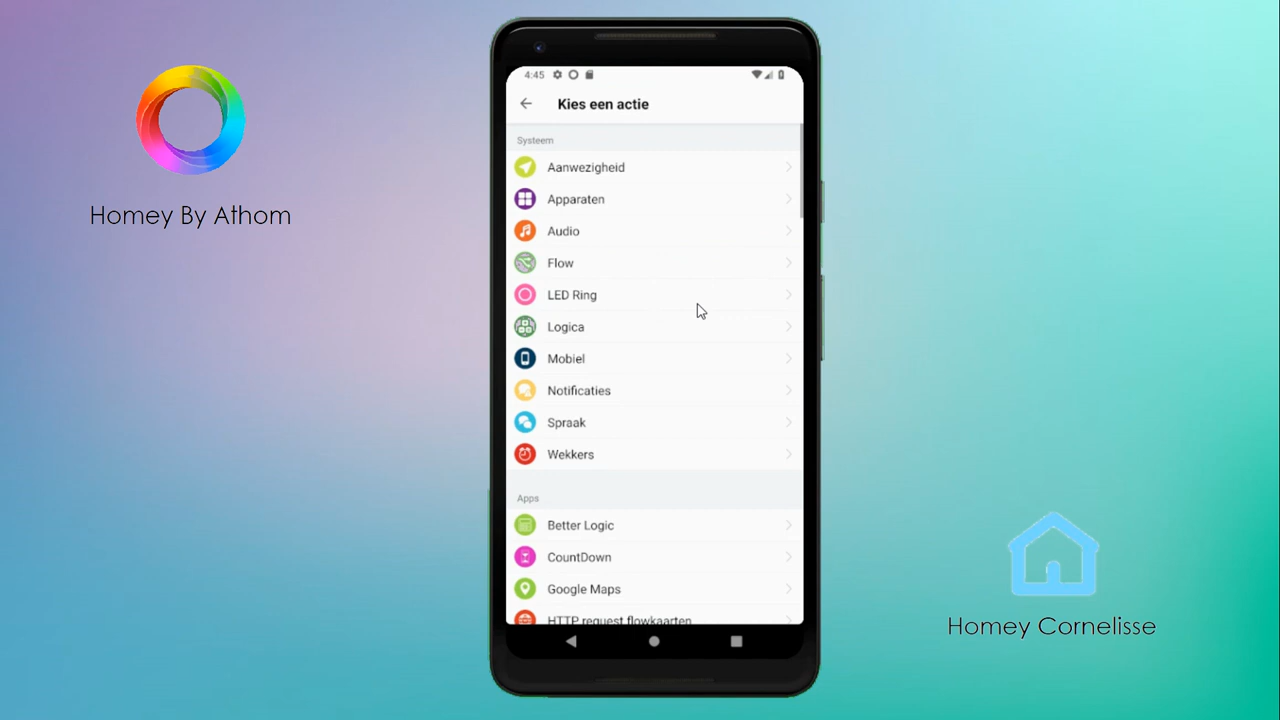 Homey By Athom
4:45
Kies een actie
Systeem
Aanwezigheid
Apparaten
Audio
Flow
LED Ring
Logica
Mobiel
Notificaties
Spraak
Wekkers
Apps
Better Logic
CountDown
Google Maps
HTTP request flowkaarten
Homey Cornelisse